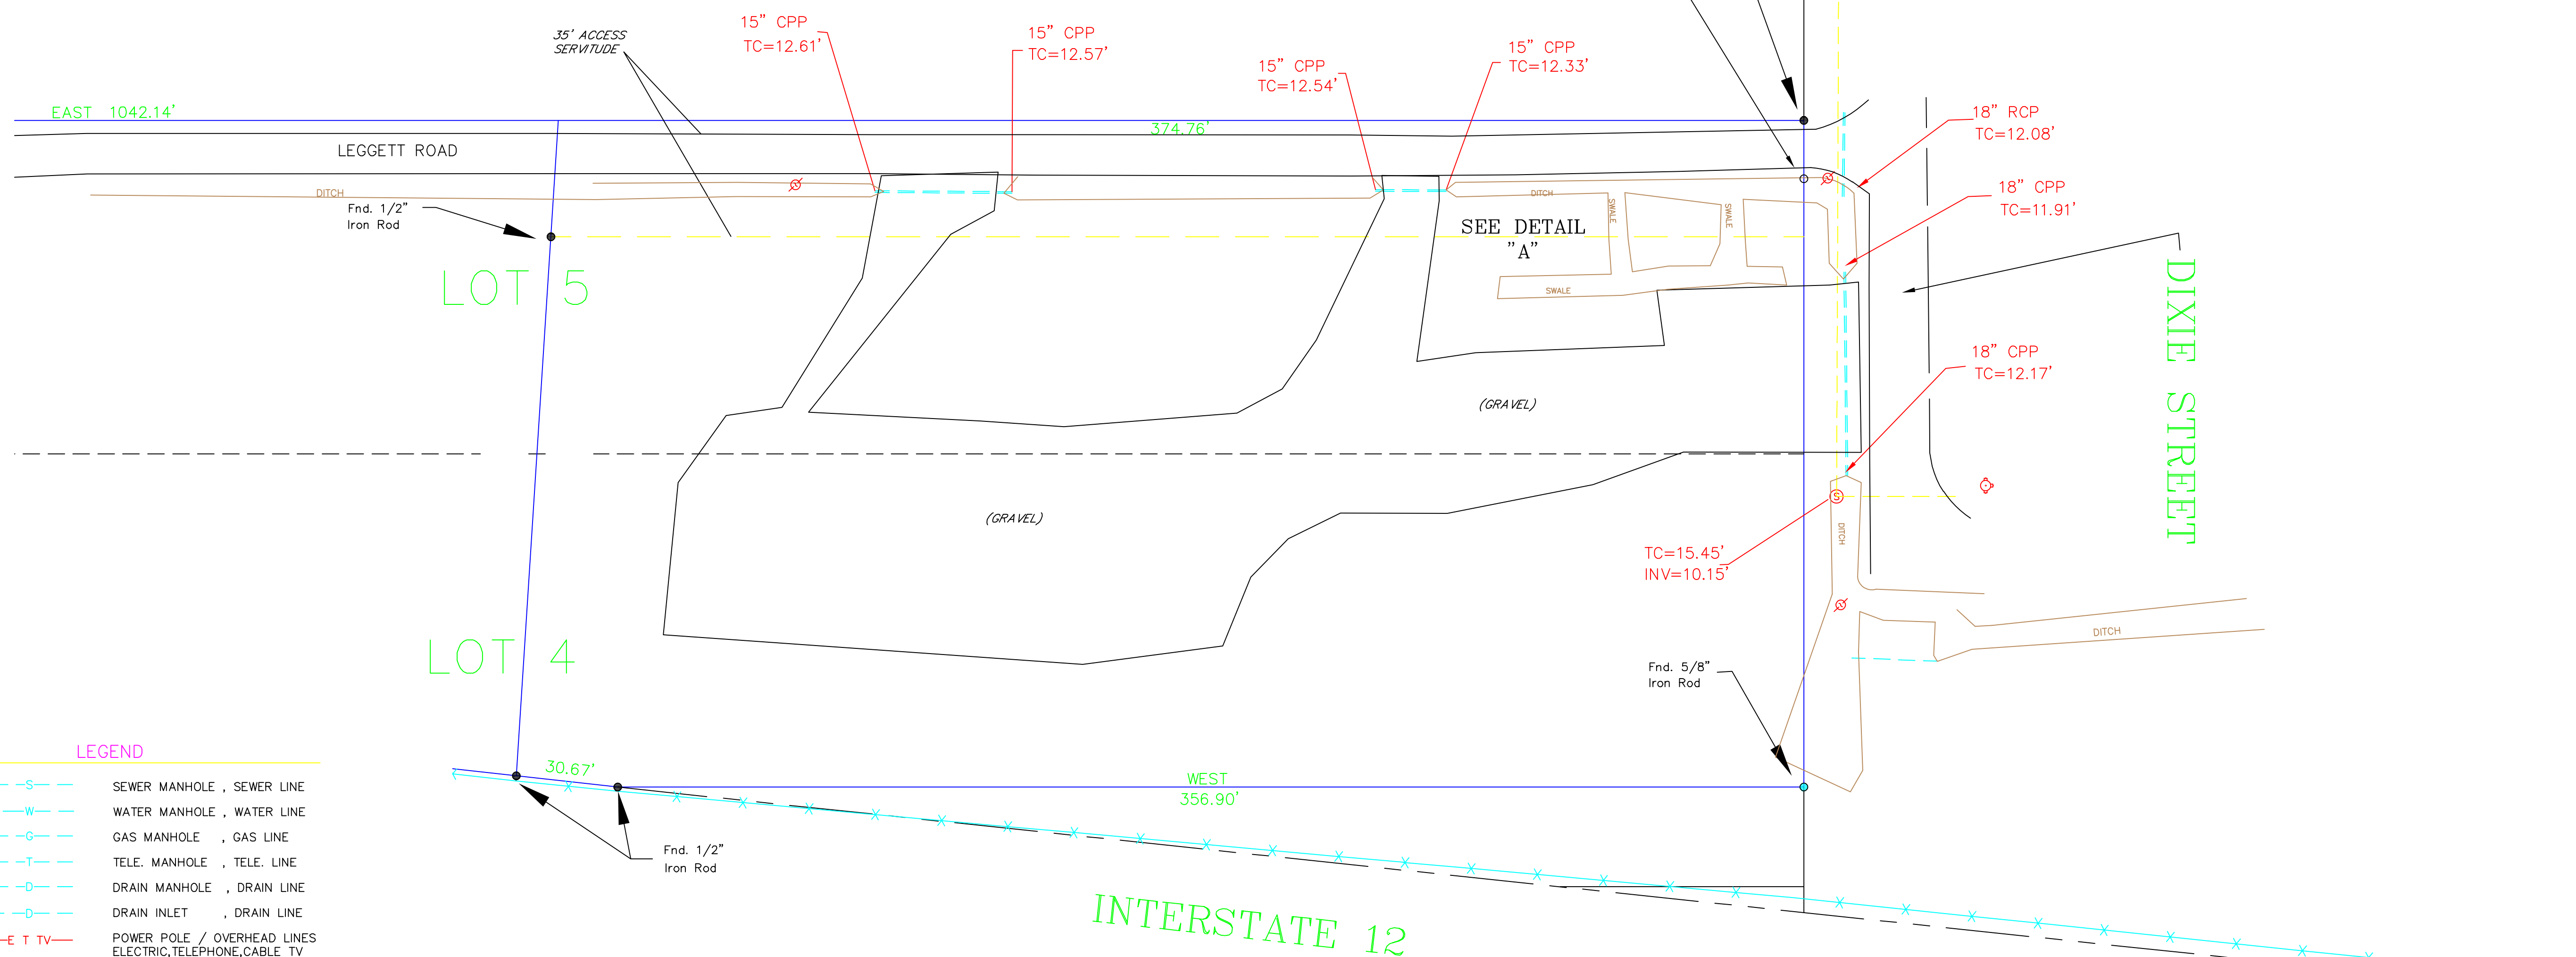 35' ACCESS
SERVITUDE
15" CPP
TC=12.61'
15" CPP
TC=12.57'
15" CPP
TC=12.54'
15" CPP
TC=12.33'
18" RCP
TC=12.08'
EAST 1042.14'
374.76'
LEGGETT ROAD
DITCH
DITCH
Fnd. 1/2"
Iron Rod
SWALE
SWALE
SWALE
SEE DETAIL
"A"
18" CPP
TC=11.91'
LOT 5
DIXIE STREET
18" CPP
TC=12.17'
(GRAVEL)
(GRAVEL)
S
DITCH
TC=15.45'
INV=10.15'
DITCH
LOT 4
Fnd. 5/8"
Iron Rod
30.67'
WEST
356.90'
Fnd. 1/2"
Iron Rod
INTERSTATE 12
LEGEND
S SEWER MANHOLE , SEWER LINE
W WATER MANHOLE , WATER LINE
G GAS MANHOLE , GAS LINE
T TELE. MANHOLE , TELE. LINE
D DRAIN MANHOLE , DRAIN LINE
D DRAIN INLET , DRAIN LINE
E T TV POWER POLE / OVERHEAD LINES
ELECTRIC,TELEPHONE,CABLE TV